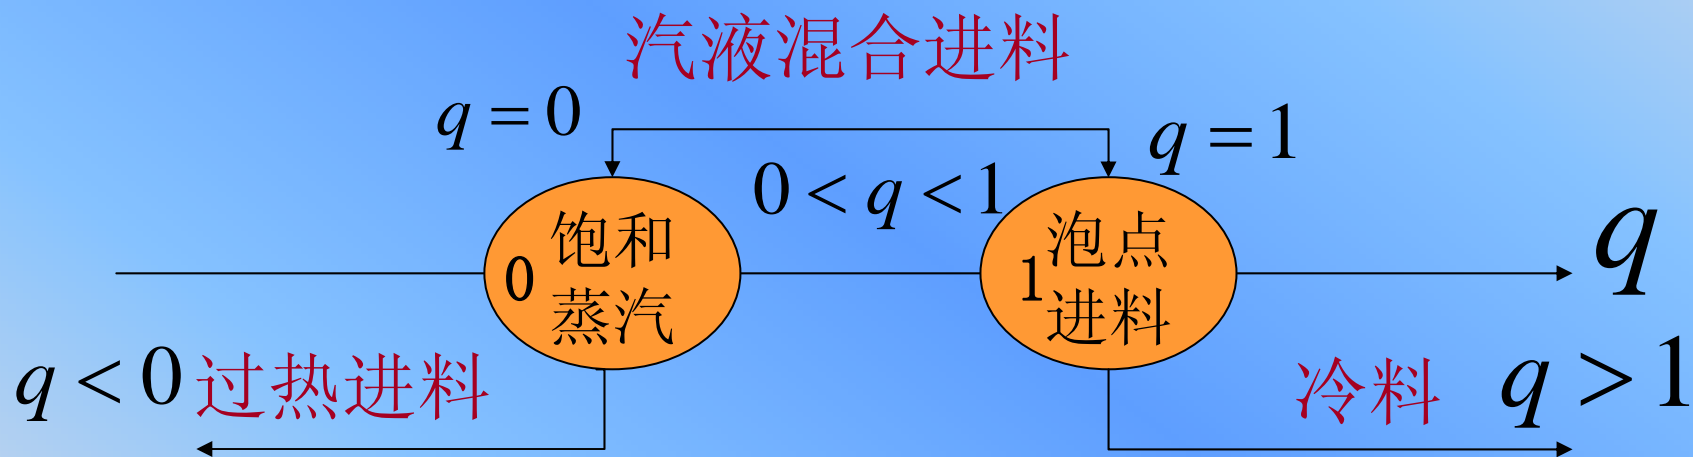 汽液混合进料
q = 0
q = 1
0 < q < 1
0 饱和
蒸汽
1 泡点
进料
q
q < 0 过热进料
冷料 q > 1